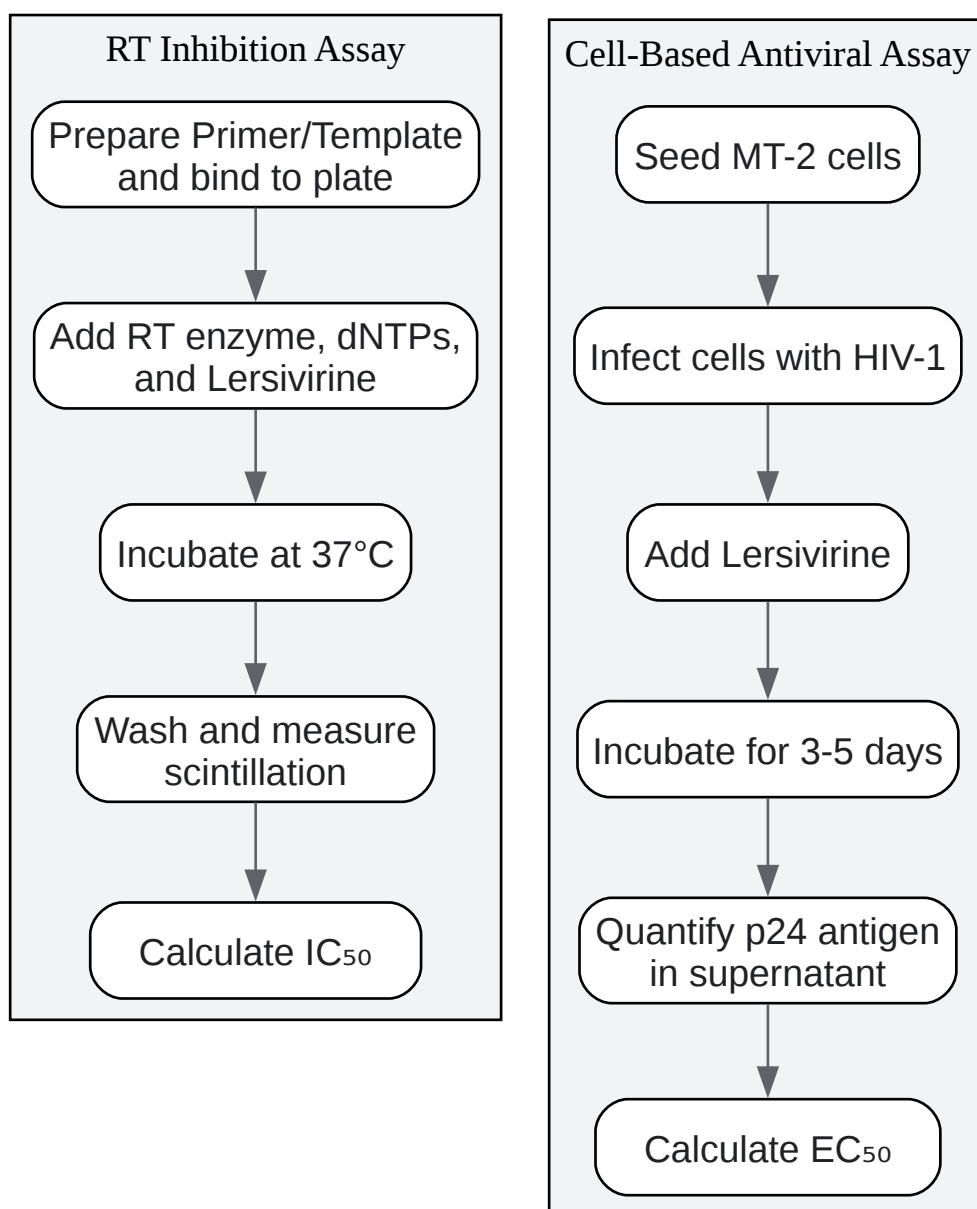 RT Inhibition Assay
Prepare Primer/Template
and bind to plate
Add RT enzyme, dNTPs,
and Lersivirine
Incubate at 37°C
Wash and measure
scintillation
Calculate IC₅₀
Cell-Based Antiviral Assay
Seed MT-2 cells
Infect cells with HIV-1
Add Lersivirine
Incubate for 3-5 days
Quantify p24 antigen
in supernatant
Calculate EC₅₀